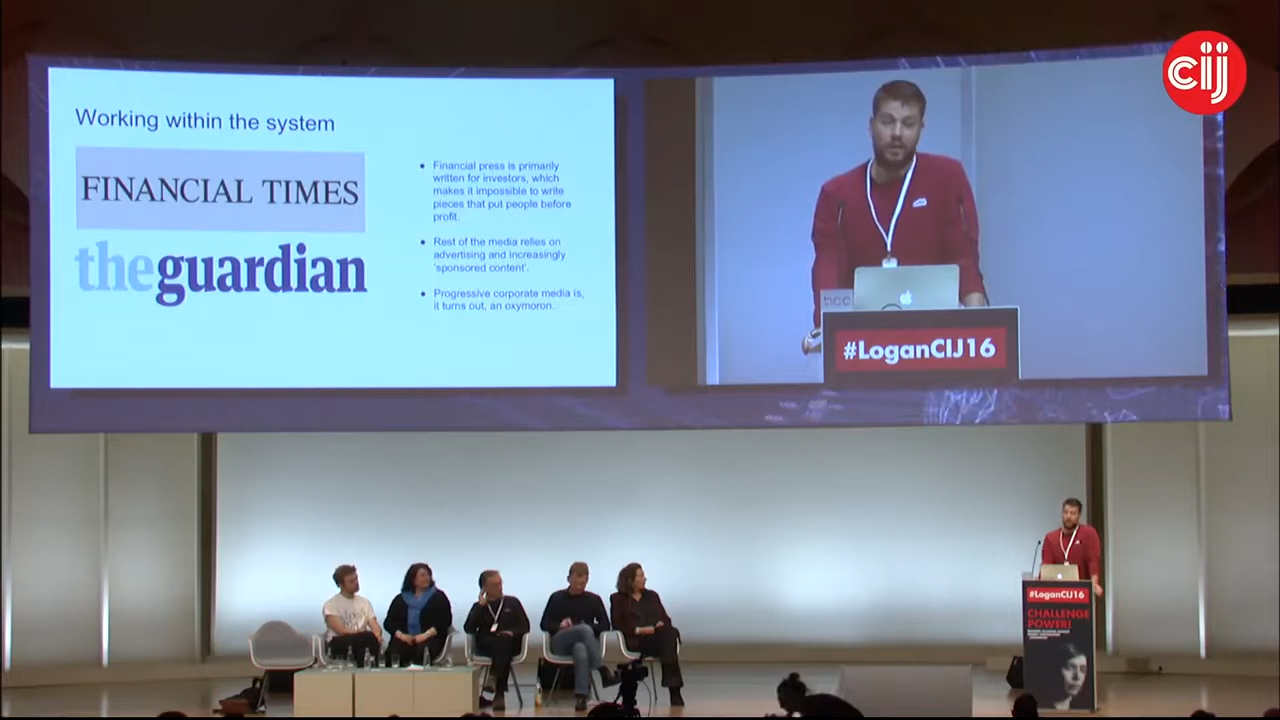 Working within the system
FINANCIAL TIMES
theguardian
• Financial press is primarily
written for investors, which
makes it impossible to write
pieces that put people before
profit.
• Rest of the media relies on
advertising and increasingly
‘sponsored content’.
• Progressive corporate media is,
it turns out, an oxymoron.
cij
#LoganCIJ16
#LoganCIJ16
CHALLENGE
POWER!